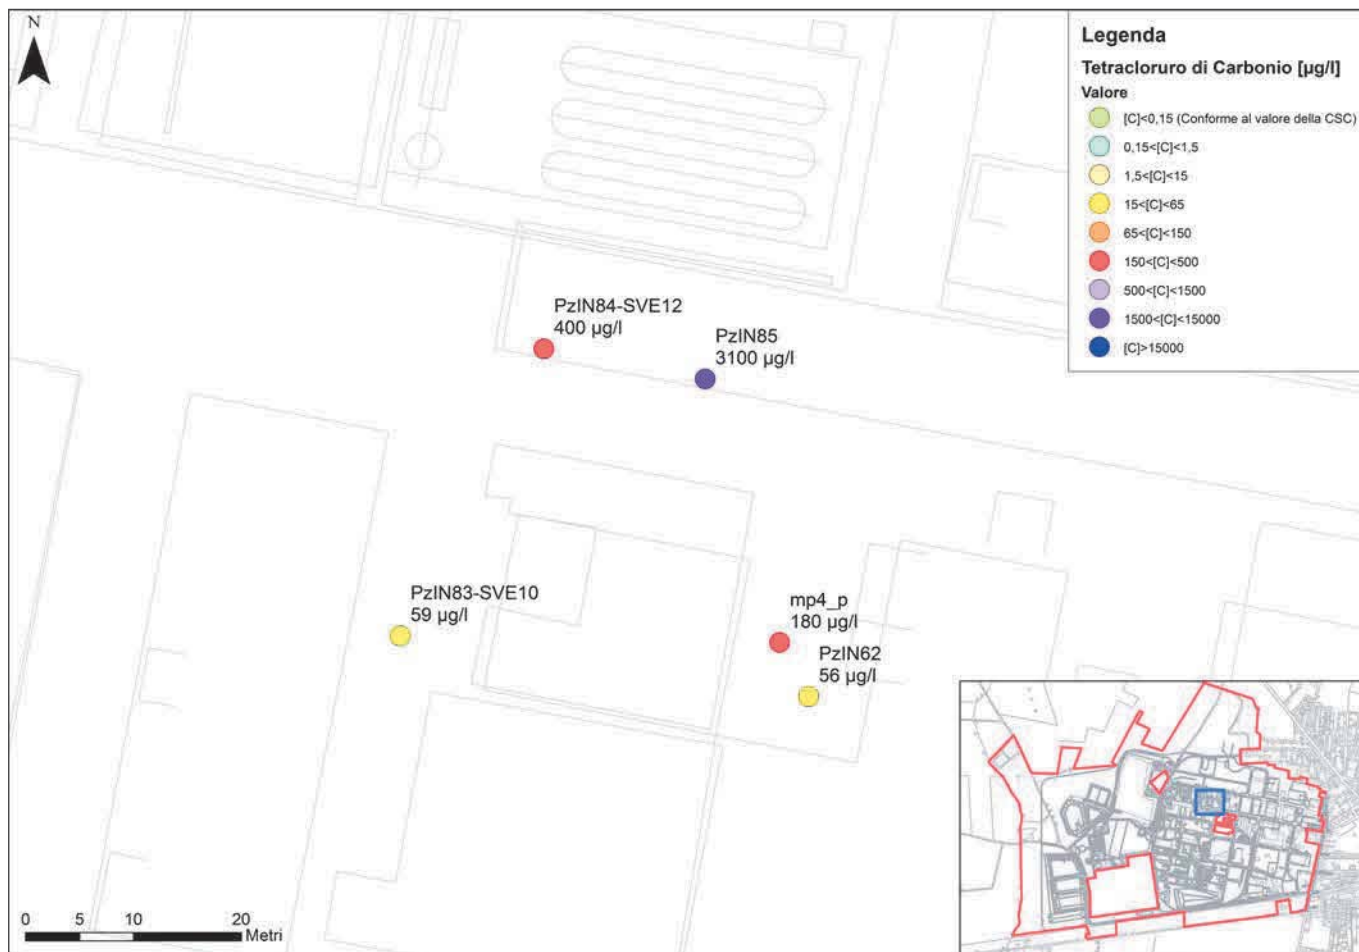 N
Legenda
Tetracloruro di Carbonio [µg/l]
Valore
[C]<0,15 (Conforme al valore della CSC)
0,15<[C]<1,5
1,5<[C]<15
15<[C]<65
65<[C]<150
150<[C]<500
500<[C]<1500
1500<[C]<15000
[C]>15000
PzIN84-SVE12
400 µg/l
PzIN85
3100 µg/l
PzIN83-SVE10
59 µg/l
mp4_p
180 µg/l
PzIN62
56 µg/l
0 5 10 20
Metri